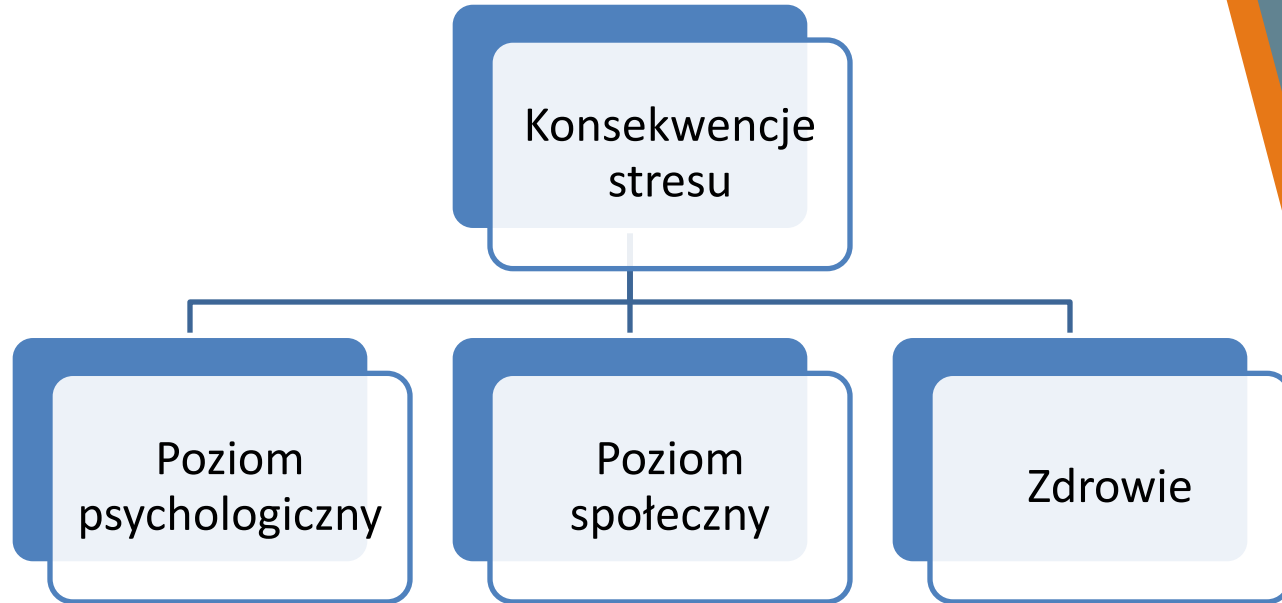 Konsekwencje
stresu
Poziom
psychologiczny
Poziom
społeczny
Zdrowie